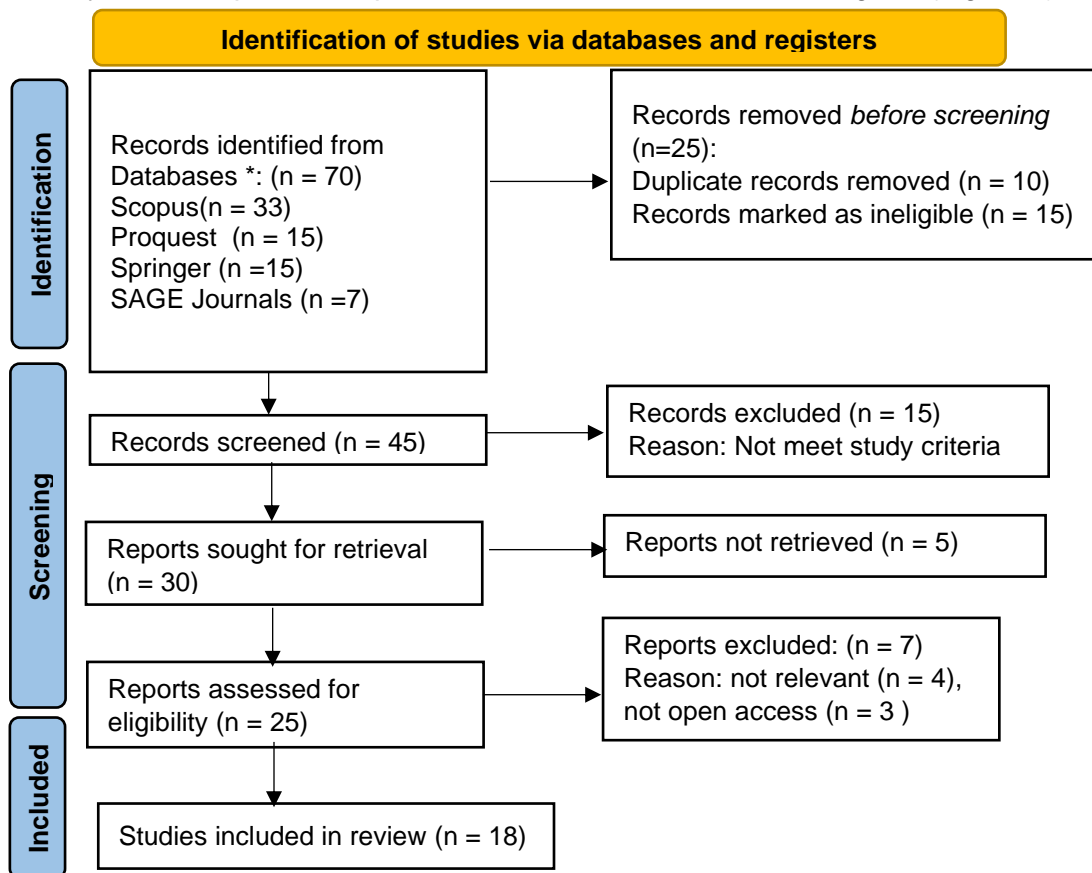 Identification of studies via databases and registers
Identification
Records identified from
Databases *: (n = 70)
Scopus(n = 33)
Proquest (n = 15)
Springer (n =15)
SAGE Journals (n =7)
Records removed before screening
(n=25):
Duplicate records removed (n = 10)
Records marked as ineligible (n = 15)
Screening
Records screened (n = 45)
Records excluded (n = 15)
Reason: Not meet study criteria
Reports sought for retrieval
(n = 30)
Reports not retrieved (n = 5)
Reports assessed for
eligibility (n = 25)
Reports excluded: (n = 7)
Reason: not relevant (n = 4),
not open access (n = 3 )
Included
Studies included in review (n = 18)